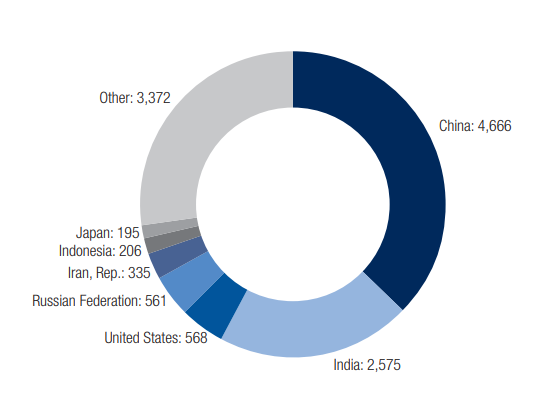 Other: 3,372
China: 4,666
Japan: 195
Indonesia: 206
Iran, Rep.: 335
Russian Federation: 561
United States: 568
India: 2,575